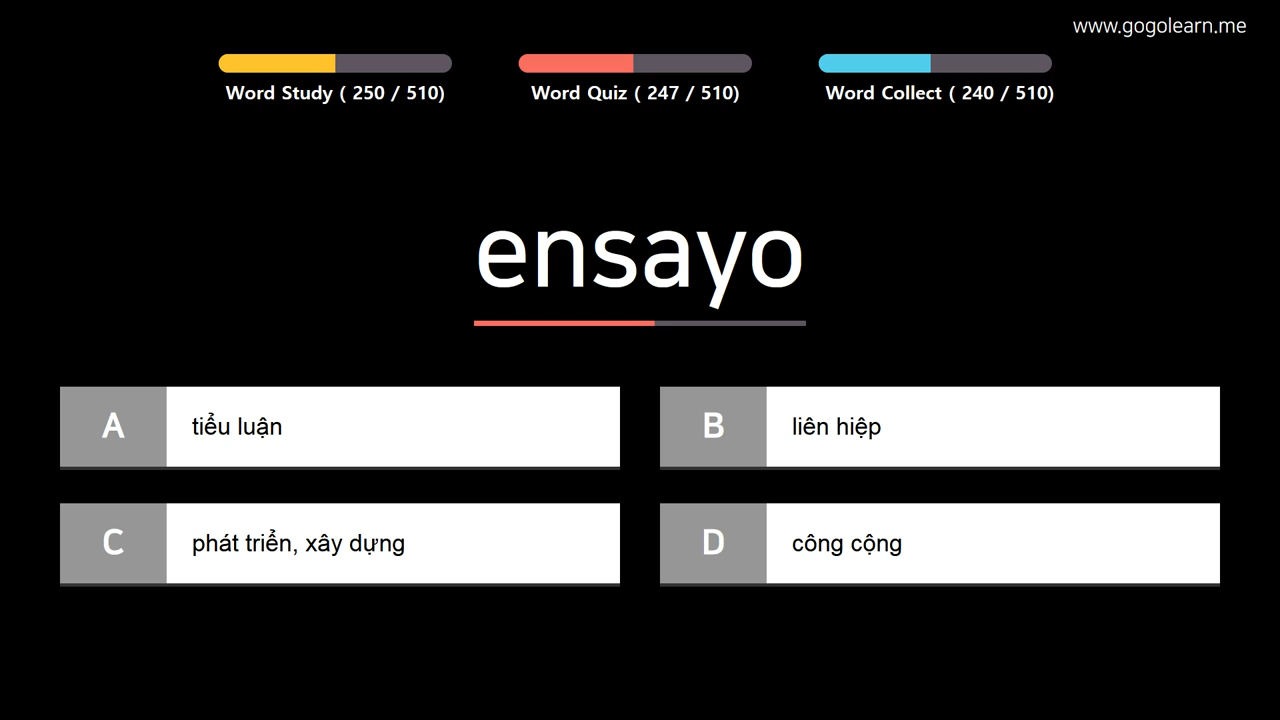 www.gogolearn.me
Word Study ( 250 / 510)
Word Quiz ( 247 / 510)
Word Collect ( 240 / 510)
ensayo
A
tiểu luận
B
liên hiệp
C
phát triển, xây dựng
D
công cộng